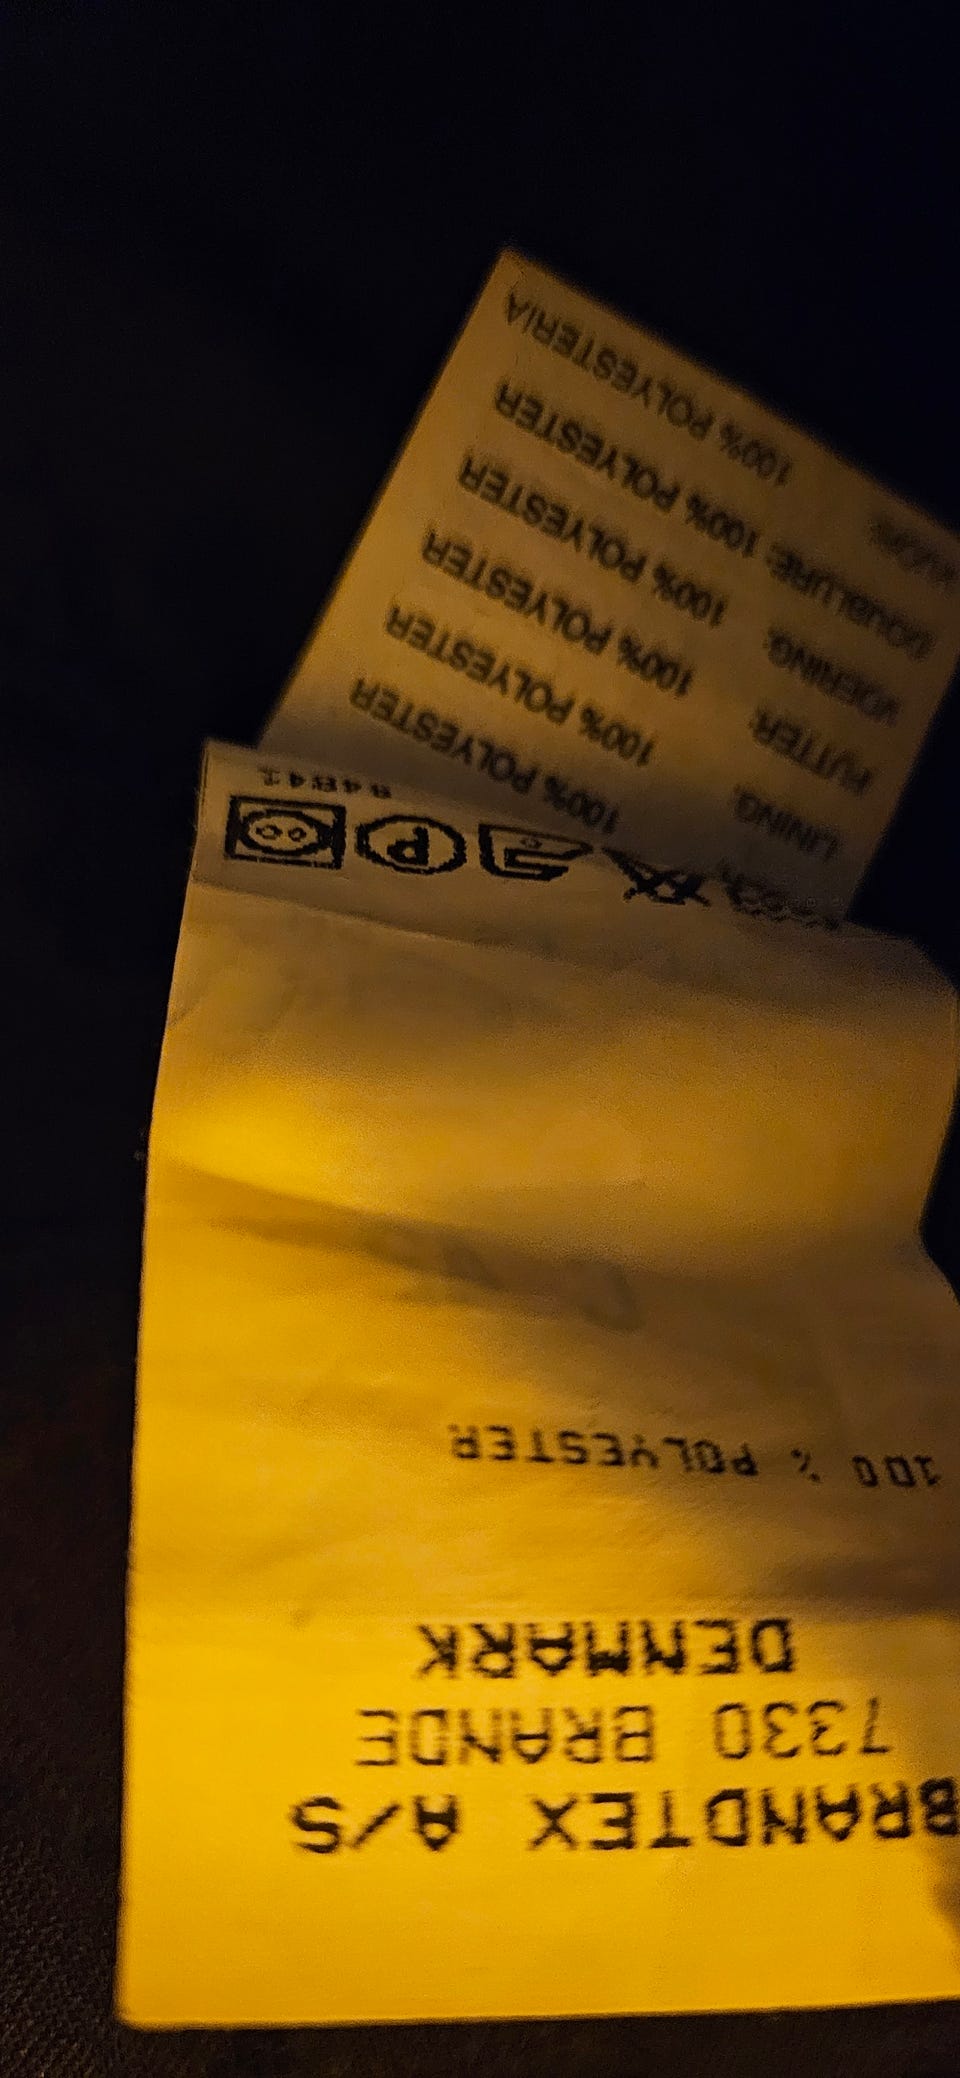 BRANDTEX A/S
7330 BRANDE
DENMARK
100 % POLYESTER
P
100% POLYESTER
LINING: 100% POLYESTER
FUTTER: 100% POLYESTER
VOERING: 100% POLYESTER
DOUBLURE: 100% POLYESTER
100% POLYESTERIA